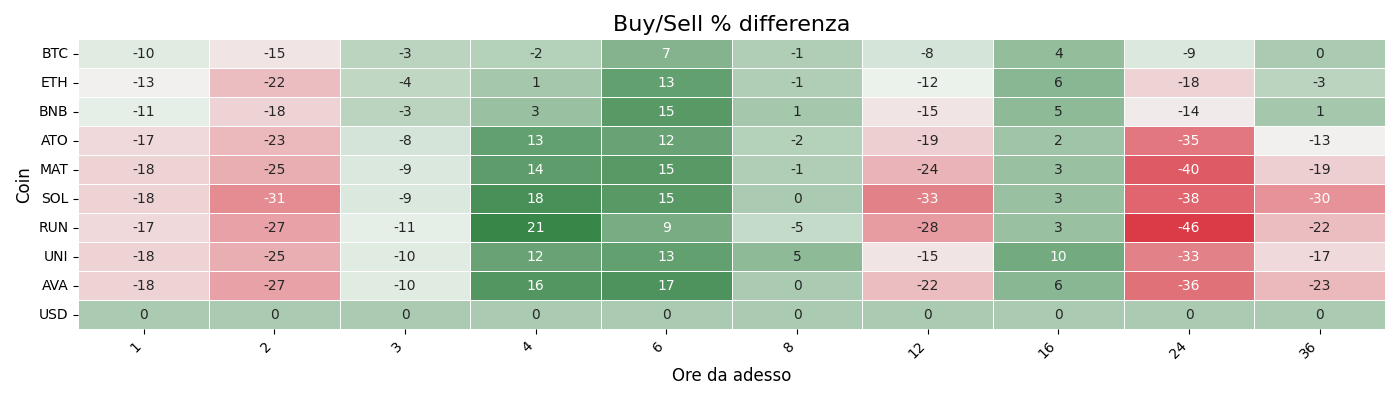 Buy/Sell % differenza
Coin
BTC -10 -15 -3 -2 7 -1 -8 4 -9 0
ETH -13 -22 -4 1 13 -1 -12 6 -18 -3
BNB -11 -18 -3 3 15 1 -15 5 -14 1
ATO -17 -23 -8 13 12 -2 -19 2 -35 -13
MAT -18 -25 -9 14 15 -1 -24 3 -40 -19
SOL -18 -31 -9 18 15 0 -33 3 -38 -30
RUN -17 -27 -11 21 9 -5 -28 3 -46 -22
UNI -18 -25 -10 12 13 5 -15 10 -33 -17
AVA -18 -27 -10 16 17 0 -22 6 -36 -23
USD 0 0 0 0 0 0 0 0 0 0
1 2 3 4 6 8 12 16 24 36
Ore da adesso